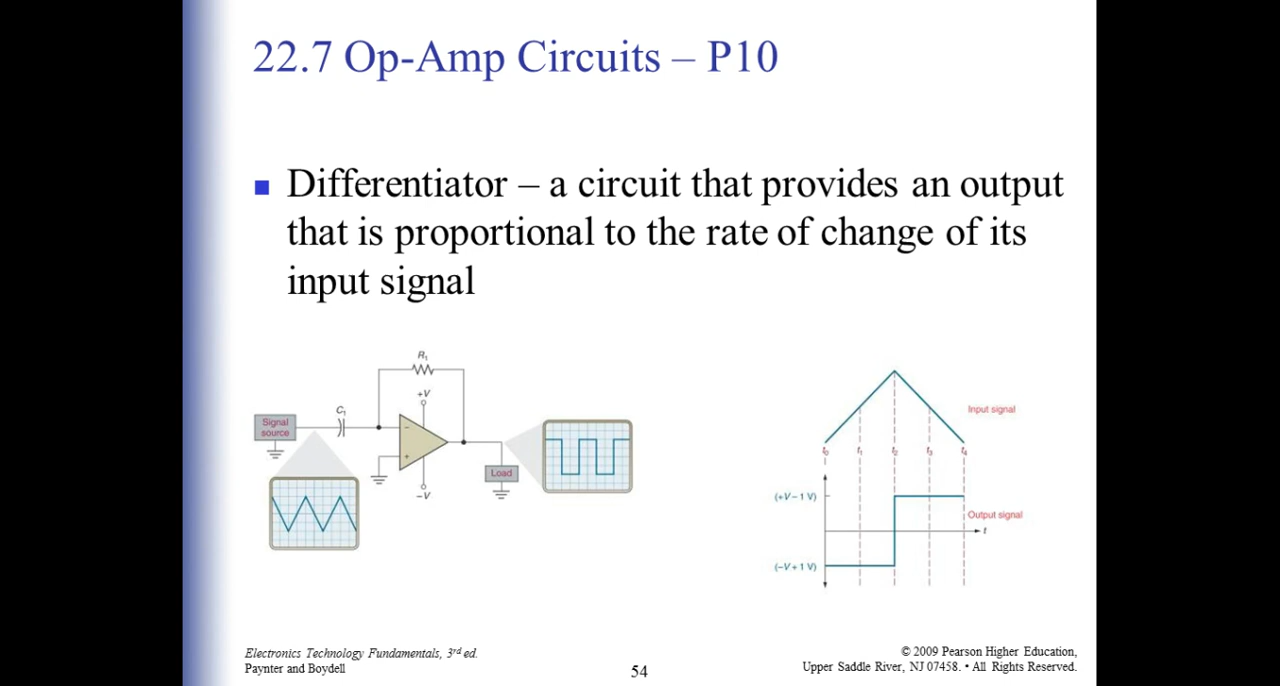 22.7 Op-Amp Circuits – P10
■ Differentiator – a circuit that provides an output
that is proportional to the rate of change of its
input signal
R₁
+V
C₁
Signal
source
-
+
Load
–V
Input signal
t₀ t₁ t₂ t₃ t₄
(+V–1 V)
Output signal
t
(–V+1 V)
Electronics Technology Fundamentals, 3rd ed.
Paynter and Boydell
54
© 2009 Pearson Higher Education,
Upper Saddle River, NJ 07458. • All Rights Reserved.